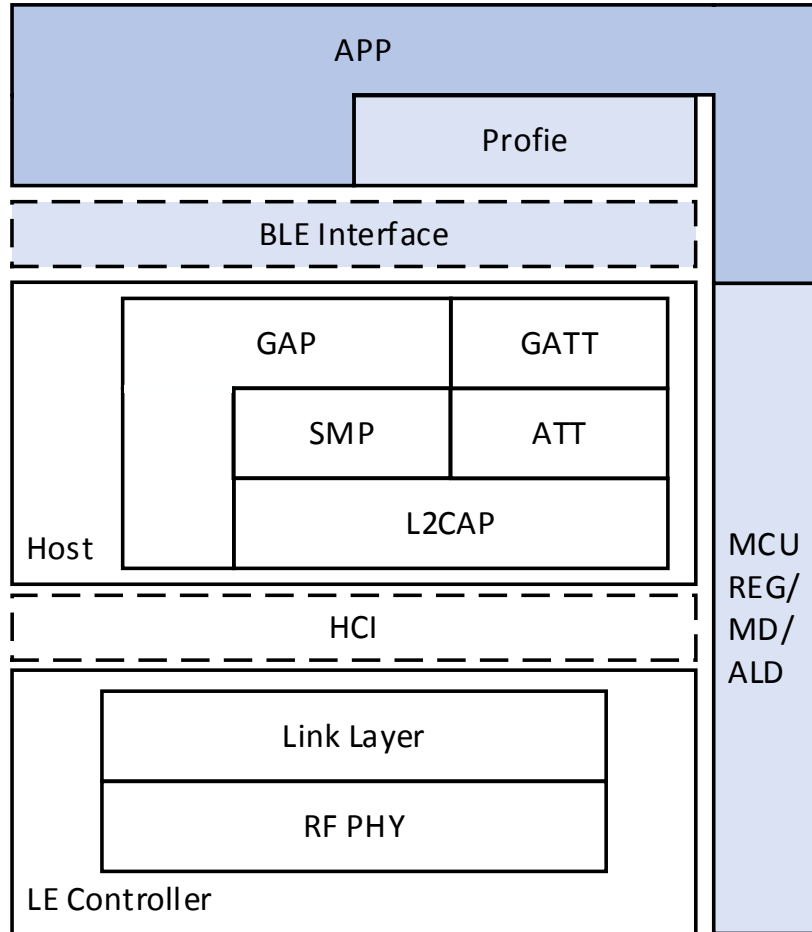 APP
Profie
BLE Interface
GAP
GATT
SMP
ATT
L2CAP
Host
HCI
Link Layer
RF PHY
LE Controller
MCU
REG/
MD/
ALD